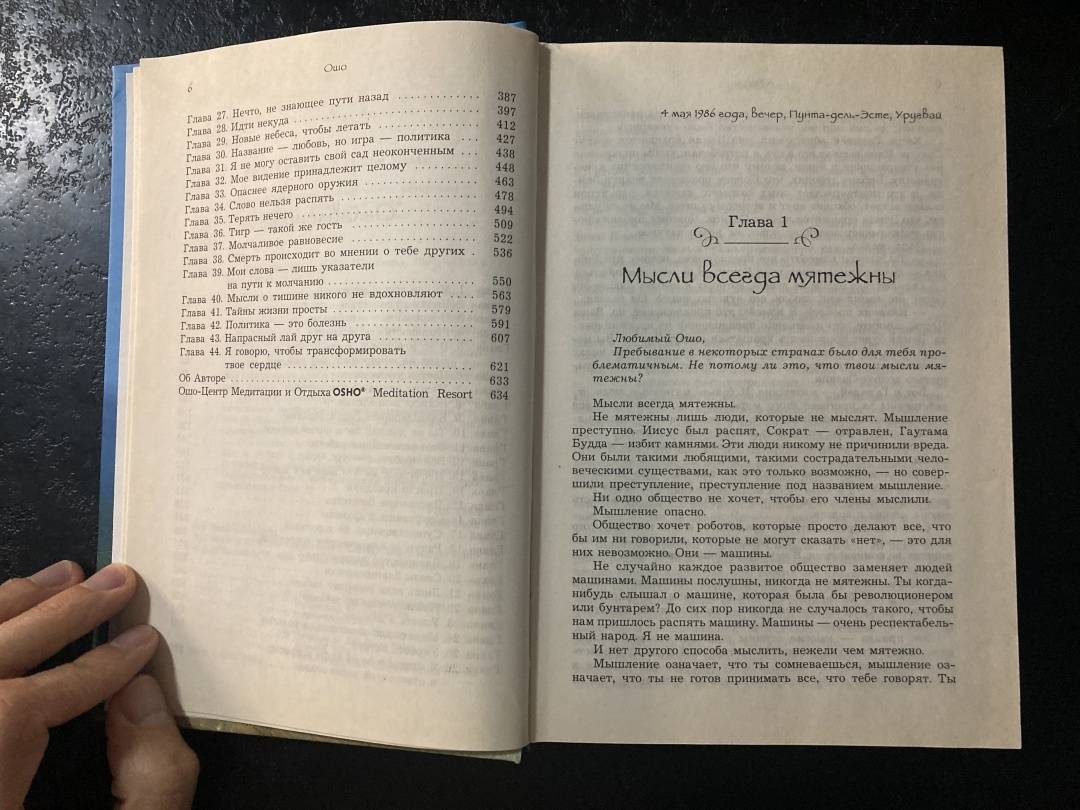 6
Ошо
Глава 27. Нечто, не знающее пути назад . . . . . . . . . . . . . 387
Глава 28. Идти некуда . . . . . . . . . . . . . . . . . . . . . . . . . . . . 397
Глава 29. Новые небеса, чтобы летать . . . . . . . . . . . . . . . . 412
Глава 30. Название — любовь, но игра — политика . . . 427
Глава 31. Я не могу оставить свой сад неоконченным . . . 438
Глава 32. Мое видение принадлежит целому . . . . . . . . . . 448
Глава 33. Опаснее ядерного оружия . . . . . . . . . . . . . . . . . . 463
Глава 34. Слово нельзя распять . . . . . . . . . . . . . . . . . . . . . 478
Глава 35. Терять нечего . . . . . . . . . . . . . . . . . . . . . . . . . . . 494
Глава 36. Тигр — такой же гость . . . . . . . . . . . . . . . . . . . . 509
Глава 37. Молчаливое равновесие . . . . . . . . . . . . . . . . . . . . 522
Глава 38. Смерть происходит во мнении о тебе других . 536
Глава 39. Мои слова — лишь указатели
на пути к молчанию . . . . . . . . . . . . . . . . . . . . . . 550
Глава 40. Мысли о тишине никого не вдохновляют . . . . 563
Глава 41. Тайны жизни просты . . . . . . . . . . . . . . . . . . . . . . 579
Глава 42. Политика — это болезнь . . . . . . . . . . . . . . . . . . . 591
Глава 43. Напрасный лай друг на друга . . . . . . . . . . . . . . . 607
Глава 44. Я говорю, чтобы трансформировать
твое сердце . . . . . . . . . . . . . . . . . . . . . . . . . . . . 621
Об Авторе . . . . . . . . . . . . . . . . . . . . . . . . . . . . . . . . . . . . . . . 633
Ошо-Центр Медитации и Отдыха OSHO® Meditation Resort 634
4 мая 1986 года, вечер, Пунта-дель-Эсте, Уругвай
Глава 1
Мысли всегда мятежны
Любимый Ошо,
Пребывание в некоторых странах было для тебя про-
блематичным. Не потому ли это, что твои мысли мя-
тежны?
Мысли всегда мятежны.
Не мятежны лишь люди, которые не мыслят. Мышление
преступно. Иисус был распят, Сократ — отравлен, Гаутама
Будда — избит камнями. Эти люди никому не причинили вреда.
Они были такими любящими, такими сострадательными чело-
веческими существами, как это только возможно, — но совер-
шили преступление, преступление под названием мышление.
Ни одно общество не хочет, чтобы его члены мыслили.
Мышление опасно.
Общество хочет роботов, которые просто делают все, что
бы им ни говорили, которые не могут сказать «нет», — это для
них невозможно. Они — машины.
Не случайно каждое развитое общество заменяет людей
машинами. Машины послушны, никогда не мятежны. Ты когда-
нибудь слышал о машине, которая была бы революционером
или бунтарем? До сих пор никогда не случалось такого, чтобы
нам пришлось распять машину. Машины — очень респектабель-
ный народ. Я не машина.
И нет другого способа мыслить, нежели чем мятежно.
Мышление означает, что ты сомневаешься, мышление оз-
начает, что ты не готов принимать все, что тебе говорят. Ты